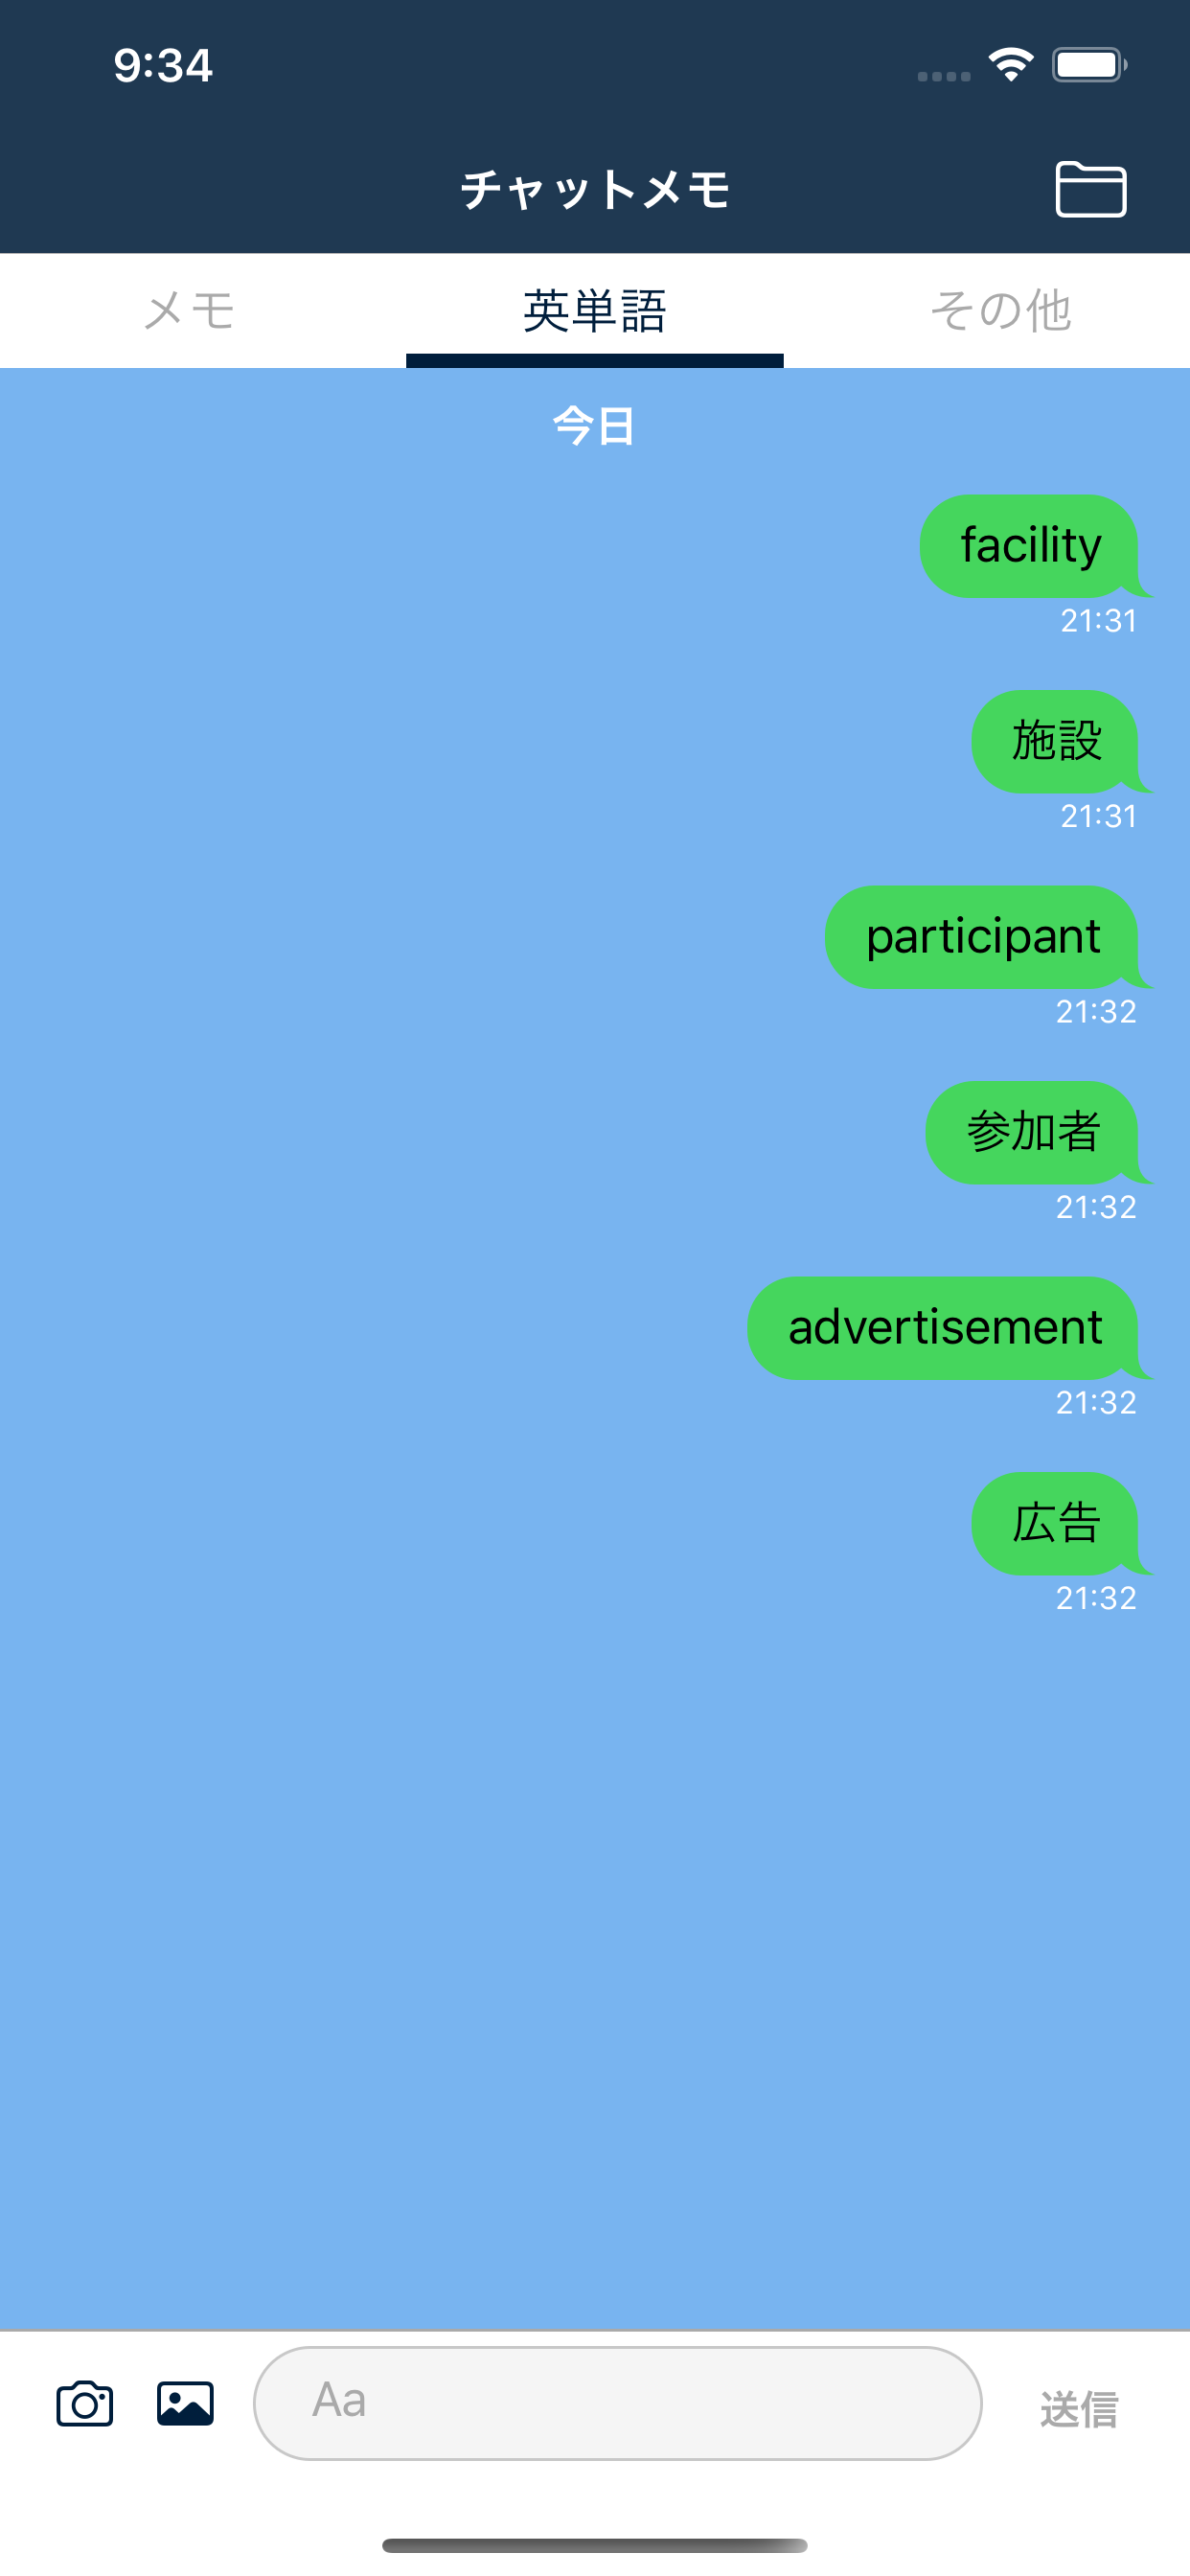 9:34
チャットメモ
メモ 英単語 その他
今日
facility
21:31
施設
21:31
participant
21:32
参加者
21:32
advertisement
21:32
広告
21:32
Aa 送信